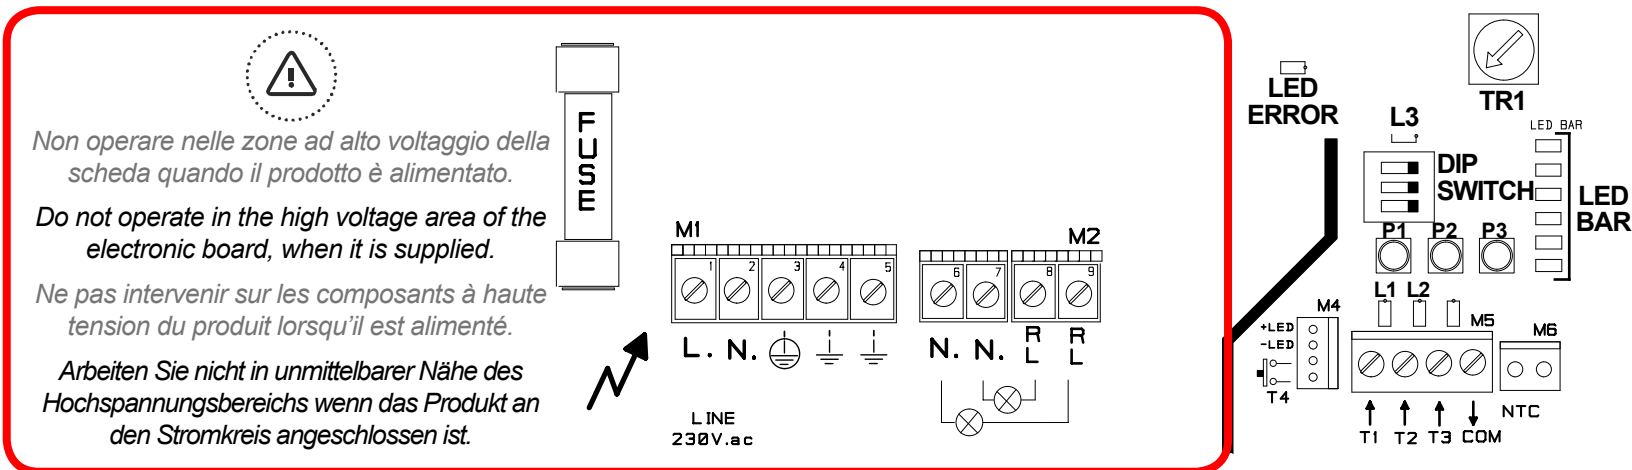 Non operare nelle zone ad alto voltaggio della
scheda quando il prodotto è alimentato.
Do not operate in the high voltage area of the
electronic board, when it is supplied.
Ne pas intervenir sur les composants à haute
tension du produit lorsqu'il est alimenté.
Arbeiten Sie nicht in unmittelbarer Nähe des
Hochspannungsbereichs wenn das Produkt an
den Stromkreis angeschlossen ist.
FUSE
M1
1 2 3 4 5
L. N.
LINE
230V.ac
M2
6 7 8 9
N. N. RL RL
LED
ERROR
TR1
L3
DIP
SWITCH
LED BAR
LED
BAR
P1 P2 P3
L1 L2
M4
+LED
-LED
T4
M5
T1 T2 T3 COM
M6
NTC